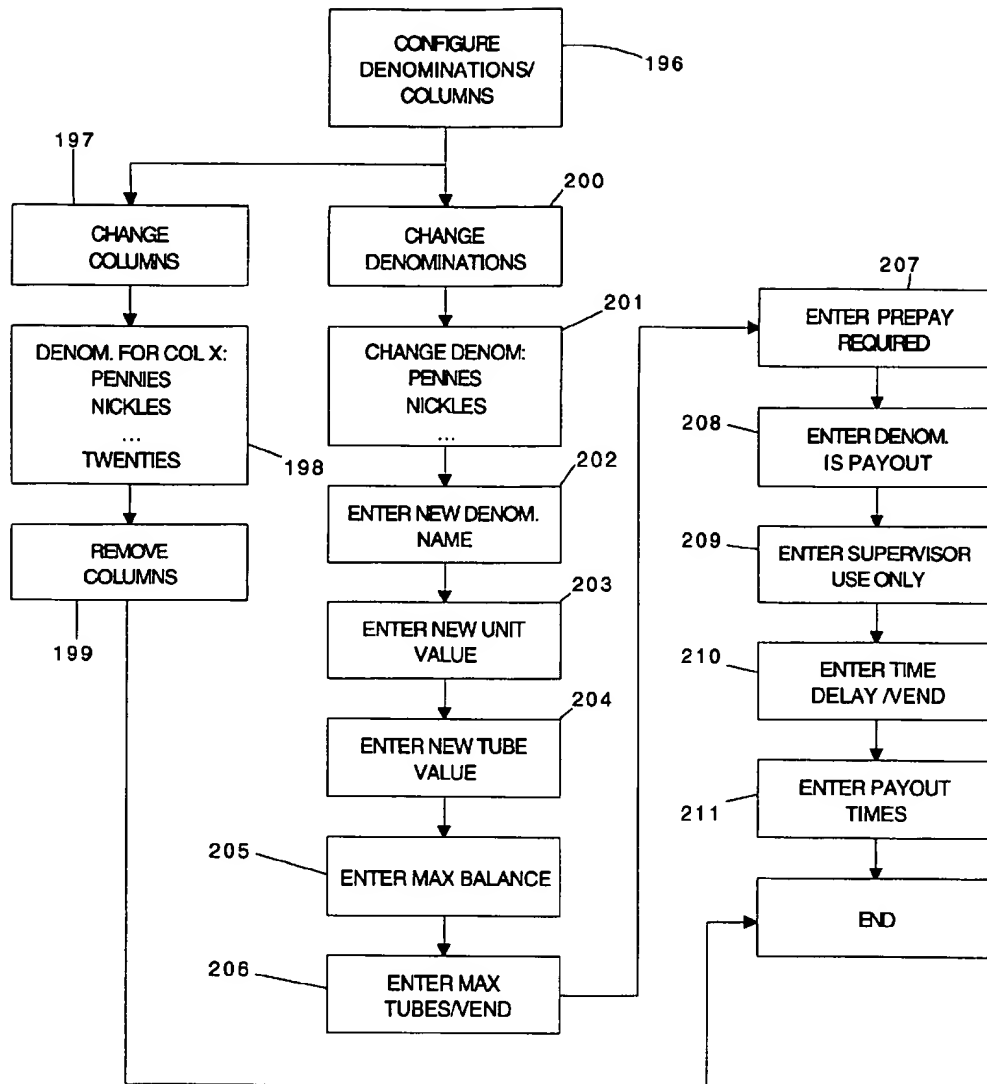 CONFIGURE
DENOMINATIONS/
COLUMNS
196
197
CHANGE
COLUMNS
DENOM. FOR COL X:
PENNIES
NICKLES
...
TWENTIES
198
REMOVE
COLUMNS
199
200
CHANGE
DENOMINATIONS
201
CHANGE DENOM:
PENNES
NICKLES
...
202
ENTER NEW DENOM.
NAME
203
ENTER NEW UNIT
VALUE
204
ENTER NEW TUBE
VALUE
205
ENTER MAX BALANCE
206
ENTER MAX
TUBES/VEND
207
ENTER PREPAY
REQUIRED
208
ENTER DENOM.
IS PAYOUT
209
ENTER SUPERVISOR
USE ONLY
210
ENTER TIME
DELAY /VEND
211
ENTER PAYOUT
TIMES
END